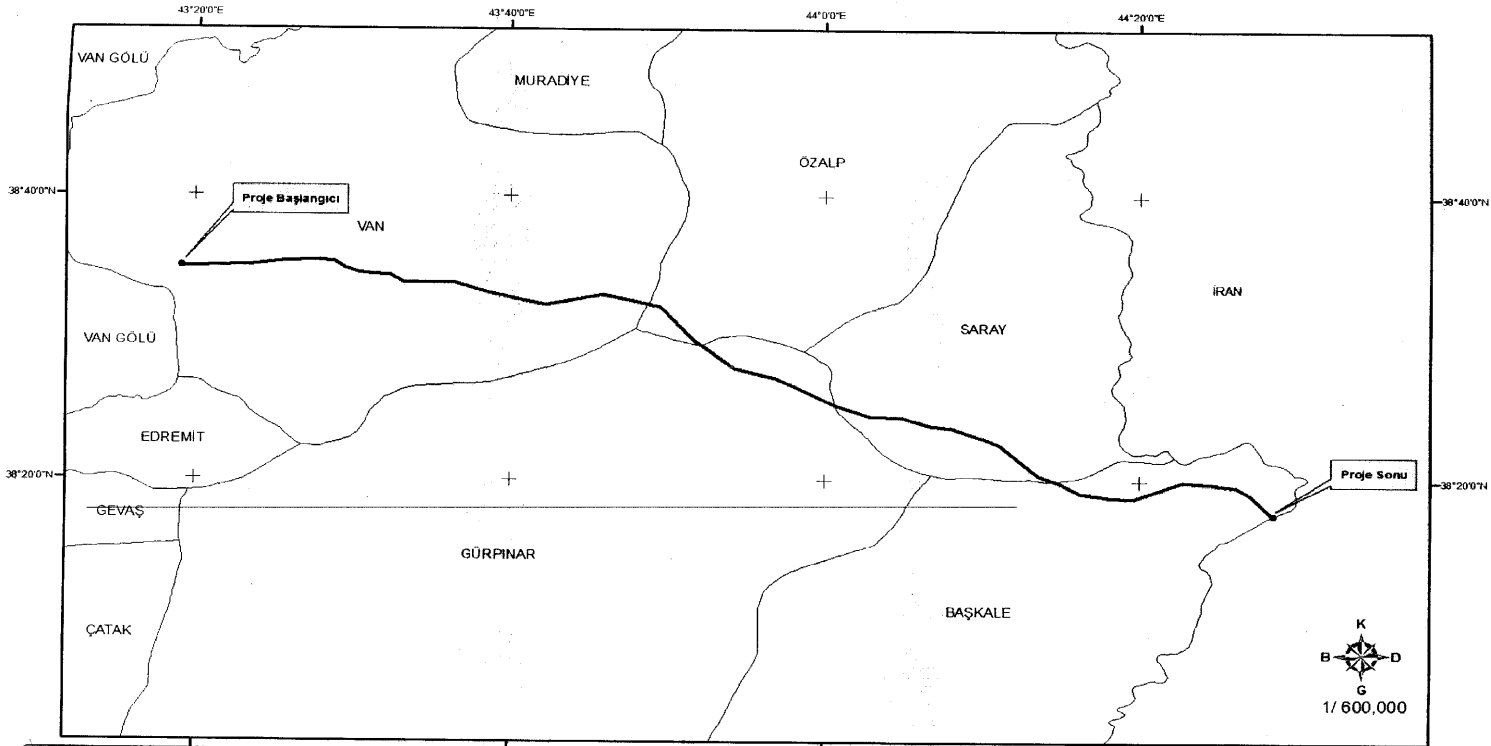 43°20'0"E
43°40'0"E
44°0'0"E
44°20'0"E
VAN GÖLÜ
MURADİYE
ÖZALP
38°40'0"N
38°40'0"N
Proje Başlangıcı
VAN
İRAN
VAN GÖLÜ
SARAY
EDREMİT
38°20'0"N
Proje Sonu
38°20'0"N
GEVAŞ
GÜRPINAR
BAŞKALE
ÇATAK
K
B
D
G
1/ 600,000